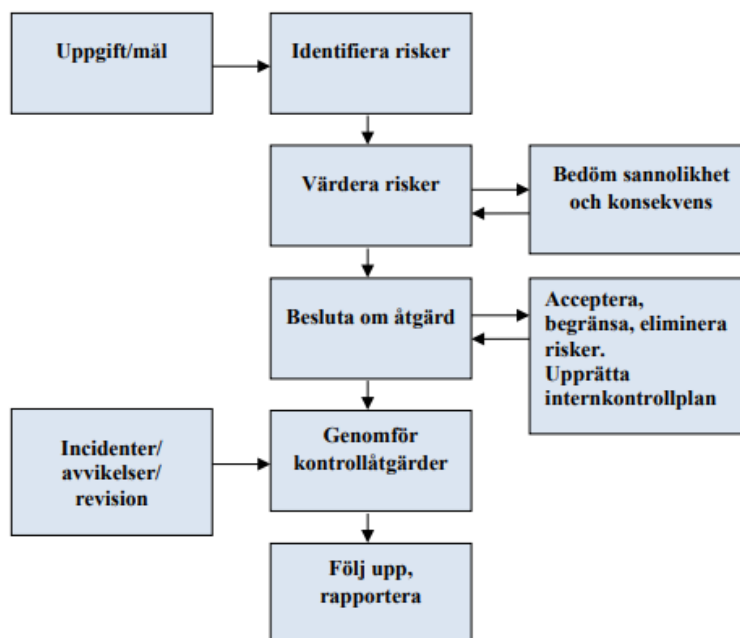 Uppgift/mål
Identifiera risker
Värdera risker
Bedöm sannolikhet
och konsekvens
Besluta om åtgärd
Acceptera,
begränsa, eliminera
risker.
Upprätta
internkontrollplan
Incidenter/
avvikelser/
revision
Genomför
kontrollåtgärder
Följ upp,
rapportera